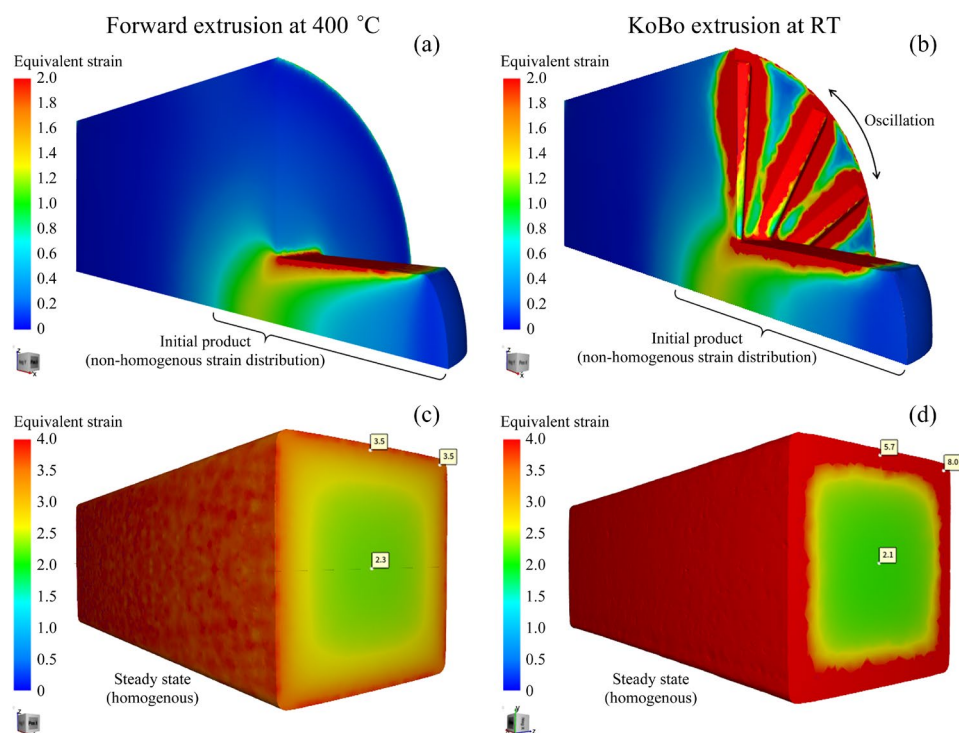 Forward extrusion at 400 °C
KoBo extrusion at RT
(a)
(b)
Equivalent strain
2.0
1.8
1.6
1.4
1.2
1.0
0.8
0.6
0.4
0.2
0
Initial product
(non-homogenous strain distribution)
z
x
Equivalent strain
2.0
1.8
1.6
1.4
1.2
1.0
0.8
0.6
0.4
0.2
0
Oscillation
Initial product
(non-homogenous strain distribution)
z
x
(c)
(d)
Equivalent strain
4.0
3.5
3.0
2.5
2.0
1.5
1.0
0.5
0
3.5
3.5
2.3
Steady state
(homogenous)
Equivalent strain
4.0
3.5
3.0
2.5
2.0
1.5
1.0
0.5
0
5.7
8.0
2.1
Steady state
(homogenous)